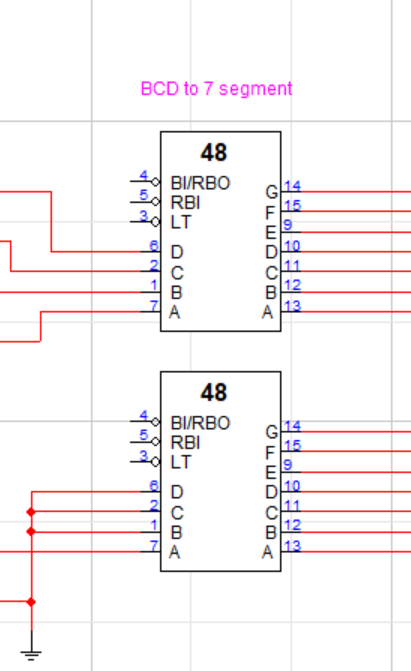 BCD to 7 segment
48
4 BI/RBO
5 RBI
3 LT
G 14
F 15
E 9
6 D D 10
2 C C 11
1 B B 12
7 A A 13
48
4 BI/RBO
5 RBI
3 LT
G 14
F 15
E 9
6 D D 10
2 C C 11
1 B B 12
7 A A 13